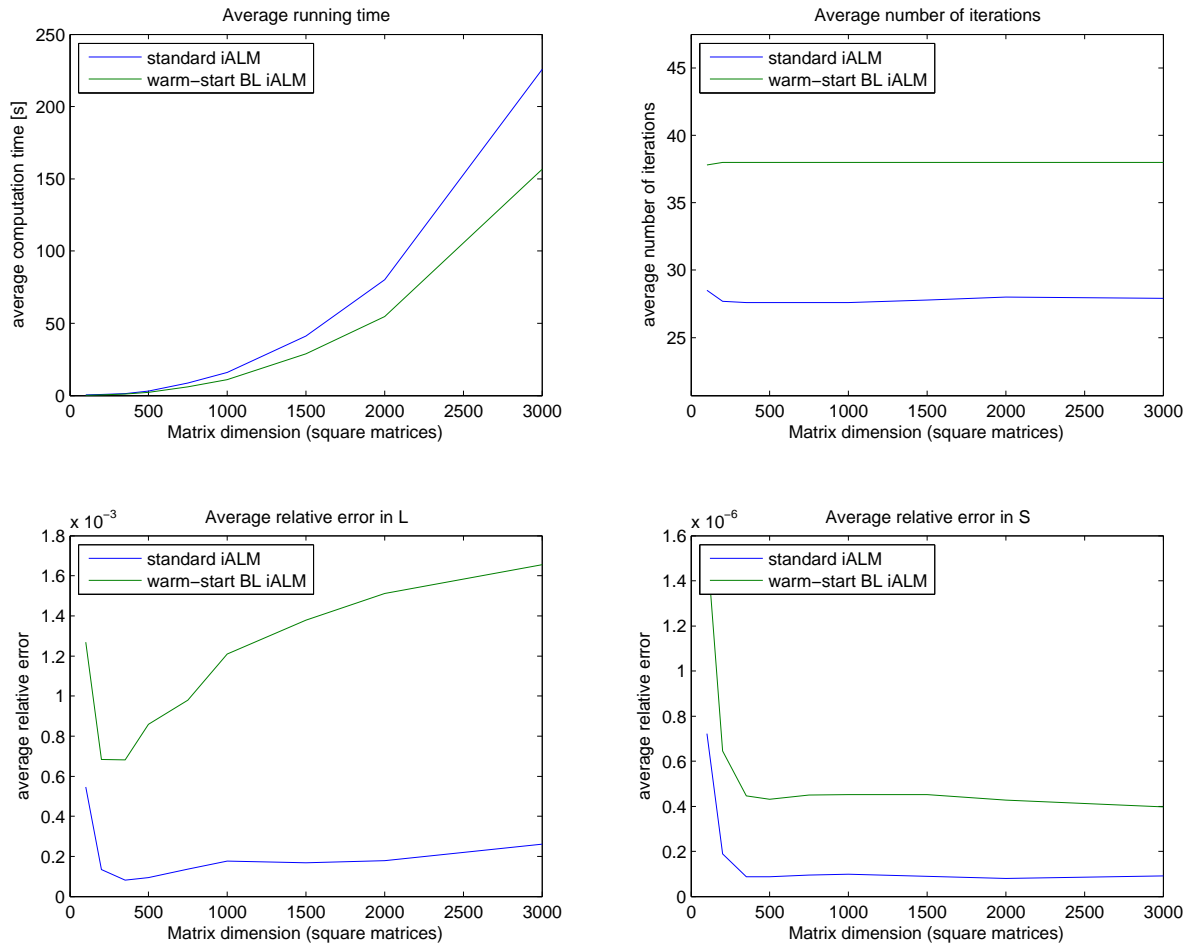 Average running time
250
200
150
100
50
0
average computation time [s]
standard iALM
warm−start BL iALM
0 500 1000 1500 2000 2500 3000
Matrix dimension (square matrices)
Average number of iterations
45
40
35
30
25
average number of iterations
standard iALM
warm−start BL iALM
0 500 1000 1500 2000 2500 3000
Matrix dimension (square matrices)
Average relative error in L
x 10−3
1.8
1.6
1.4
1.2
1
0.8
0.6
0.4
0.2
0
average relative error
standard iALM
warm−start BL iALM
0 500 1000 1500 2000 2500 3000
Matrix dimension (square matrices)
Average relative error in S
x 10−6
1.6
1.4
1.2
1
0.8
0.6
0.4
0.2
0
average relative error
standard iALM
warm−start BL iALM
0 500 1000 1500 2000 2500 3000
Matrix dimension (square matrices)